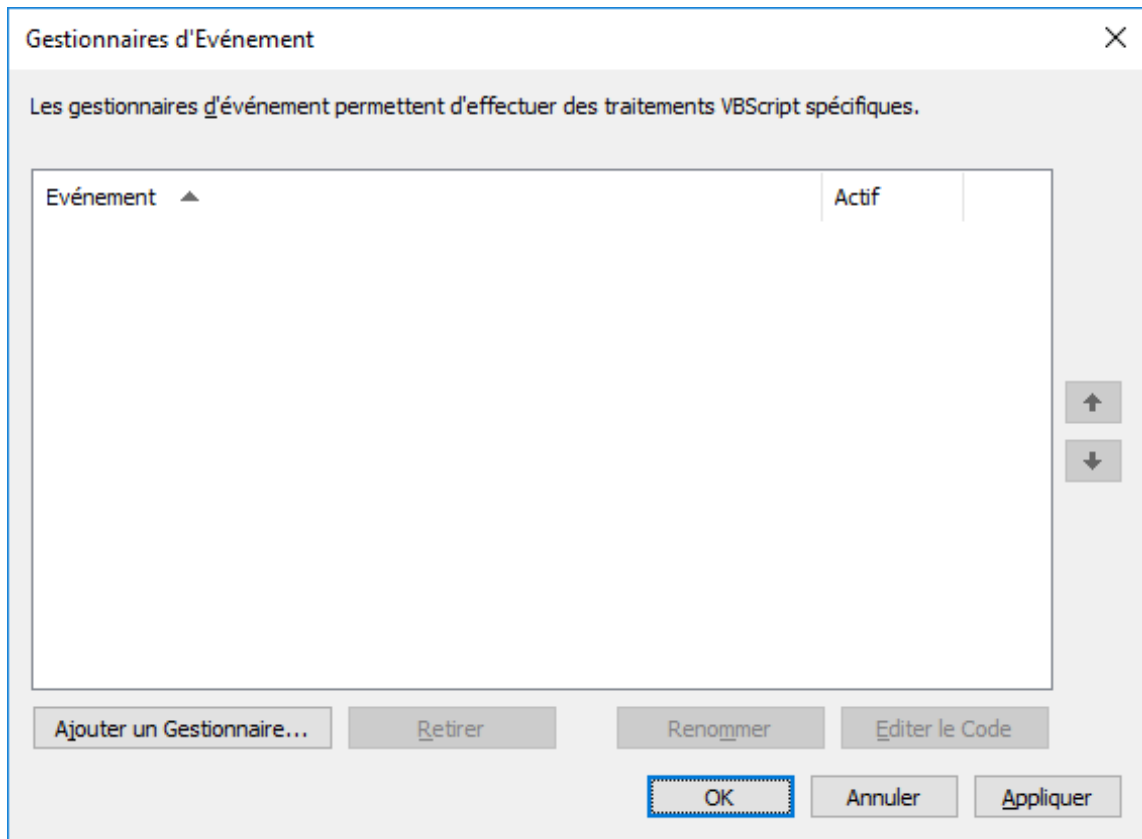 Gestionnaires d'Evénement
Les gestionnaires d'événement permettent d'effectuer des traitements VBScript spécifiques.
Evénement Actif
Ajouter un Gestionnaire... Retirer Renommer Editer le Code
OK Annuler Appliquer